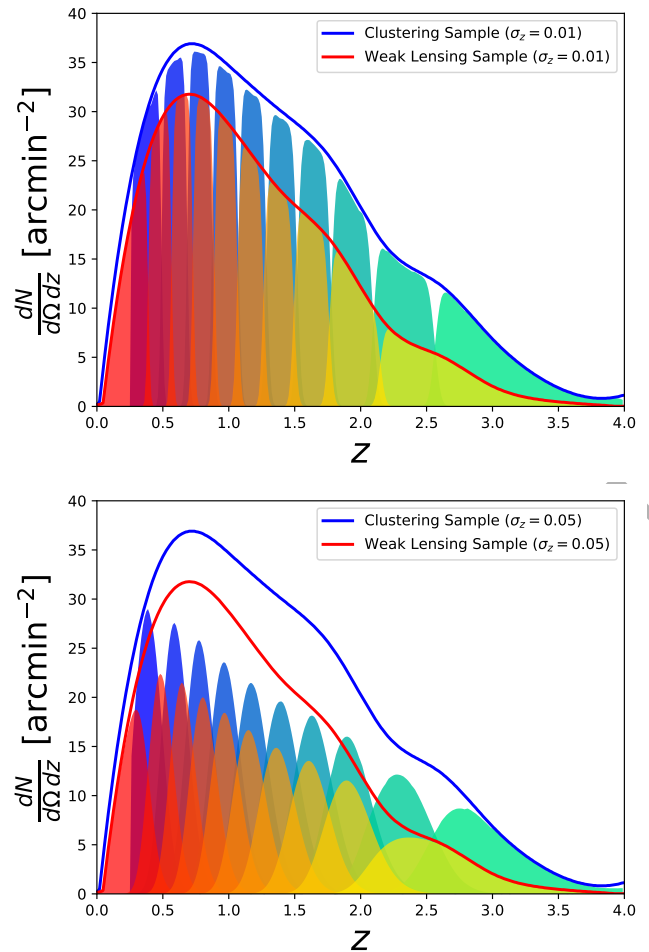 40
Clustering Sample (σz = 0.01)
Weak Lensing Sample (σz = 0.01)
35
30
25
20
15
10
5
0
dN/dΩ dz [arcmin−2]
0.0 0.5 1.0 1.5 2.0 2.5 3.0 3.5 4.0
z
40
Clustering Sample (σz = 0.05)
Weak Lensing Sample (σz = 0.05)
35
30
25
20
15
10
5
0
dN/dΩ dz [arcmin−2]
0.0 0.5 1.0 1.5 2.0 2.5 3.0 3.5 4.0
z